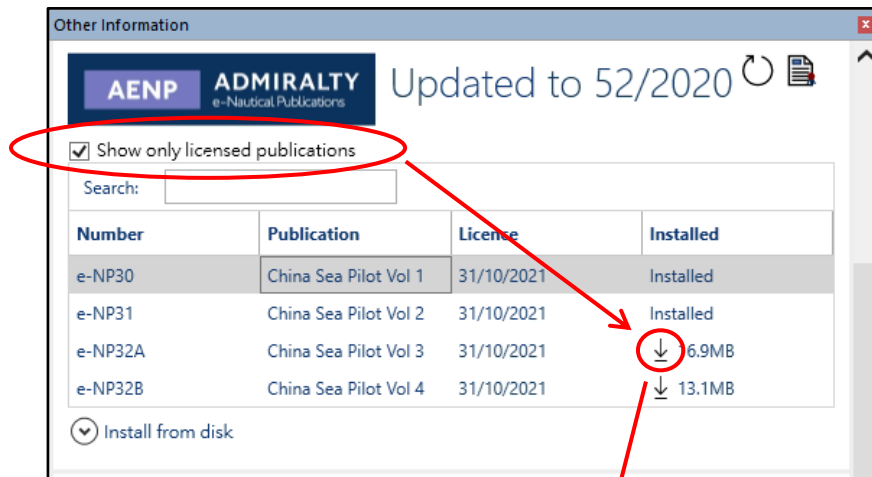 Other Information
AENP ADMIRALTY
e-Nautical Publications
Updated to 52/2020
Show only licensed publications
Search:
Number Publication Licence Installed
e-NP30 China Sea Pilot Vol 1 31/10/2021 Installed
e-NP31 China Sea Pilot Vol 2 31/10/2021 Installed
e-NP32A China Sea Pilot Vol 3 31/10/2021 16.9MB
e-NP32B China Sea Pilot Vol 4 31/10/2021 13.1MB
Install from disk